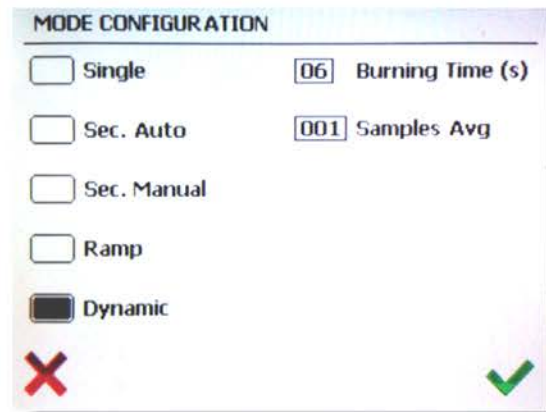 MODE CONFIGURATION
Single
06 Burning Time (s)
Sec. Auto
001 Samples Avg
Sec. Manual
Ramp
Dynamic